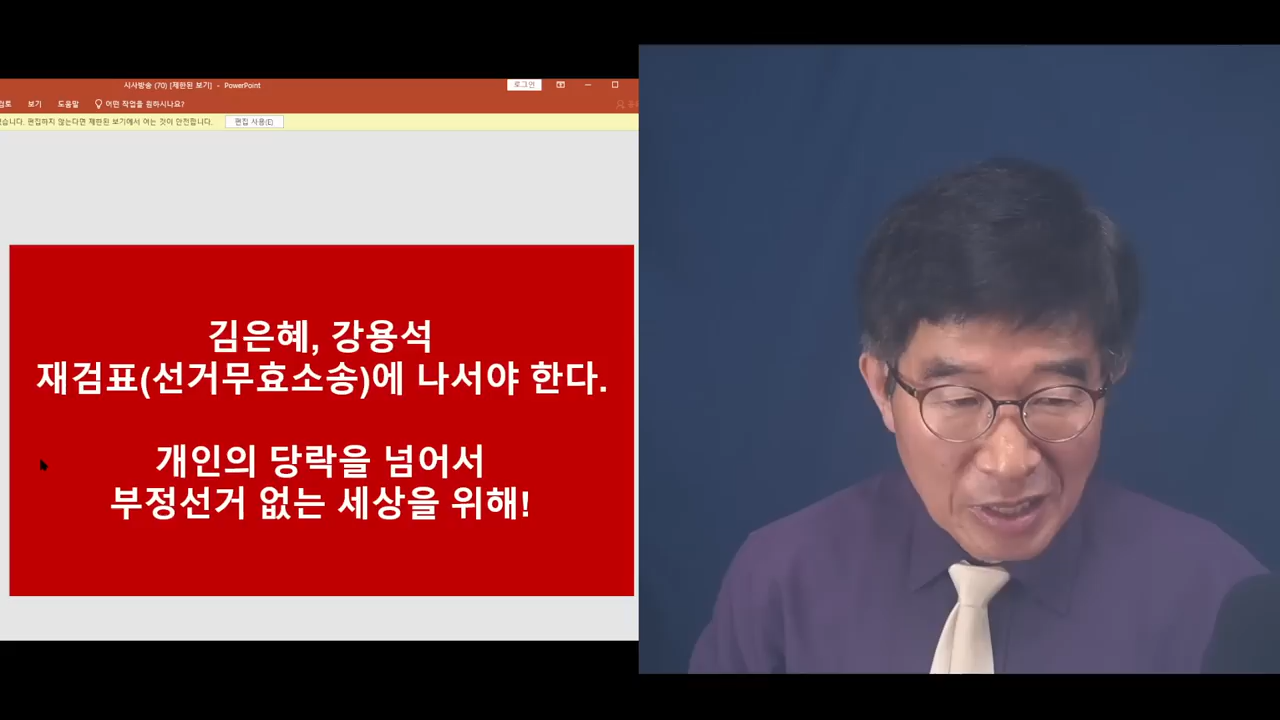 시사방송 (70) [제한된 보기] - PowerPoint
로그인
검토 보기 도움말 어떤 작업을 원하시나요?
습니다. 편집하지 않는다면 제한된 보기에서 여는 것이 안전합니다. 편집 사용(E)
김은혜, 강용석
재검표(선거무효소송)에 나서야 한다.
개인의 당락을 넘어서
부정선거 없는 세상을 위해!